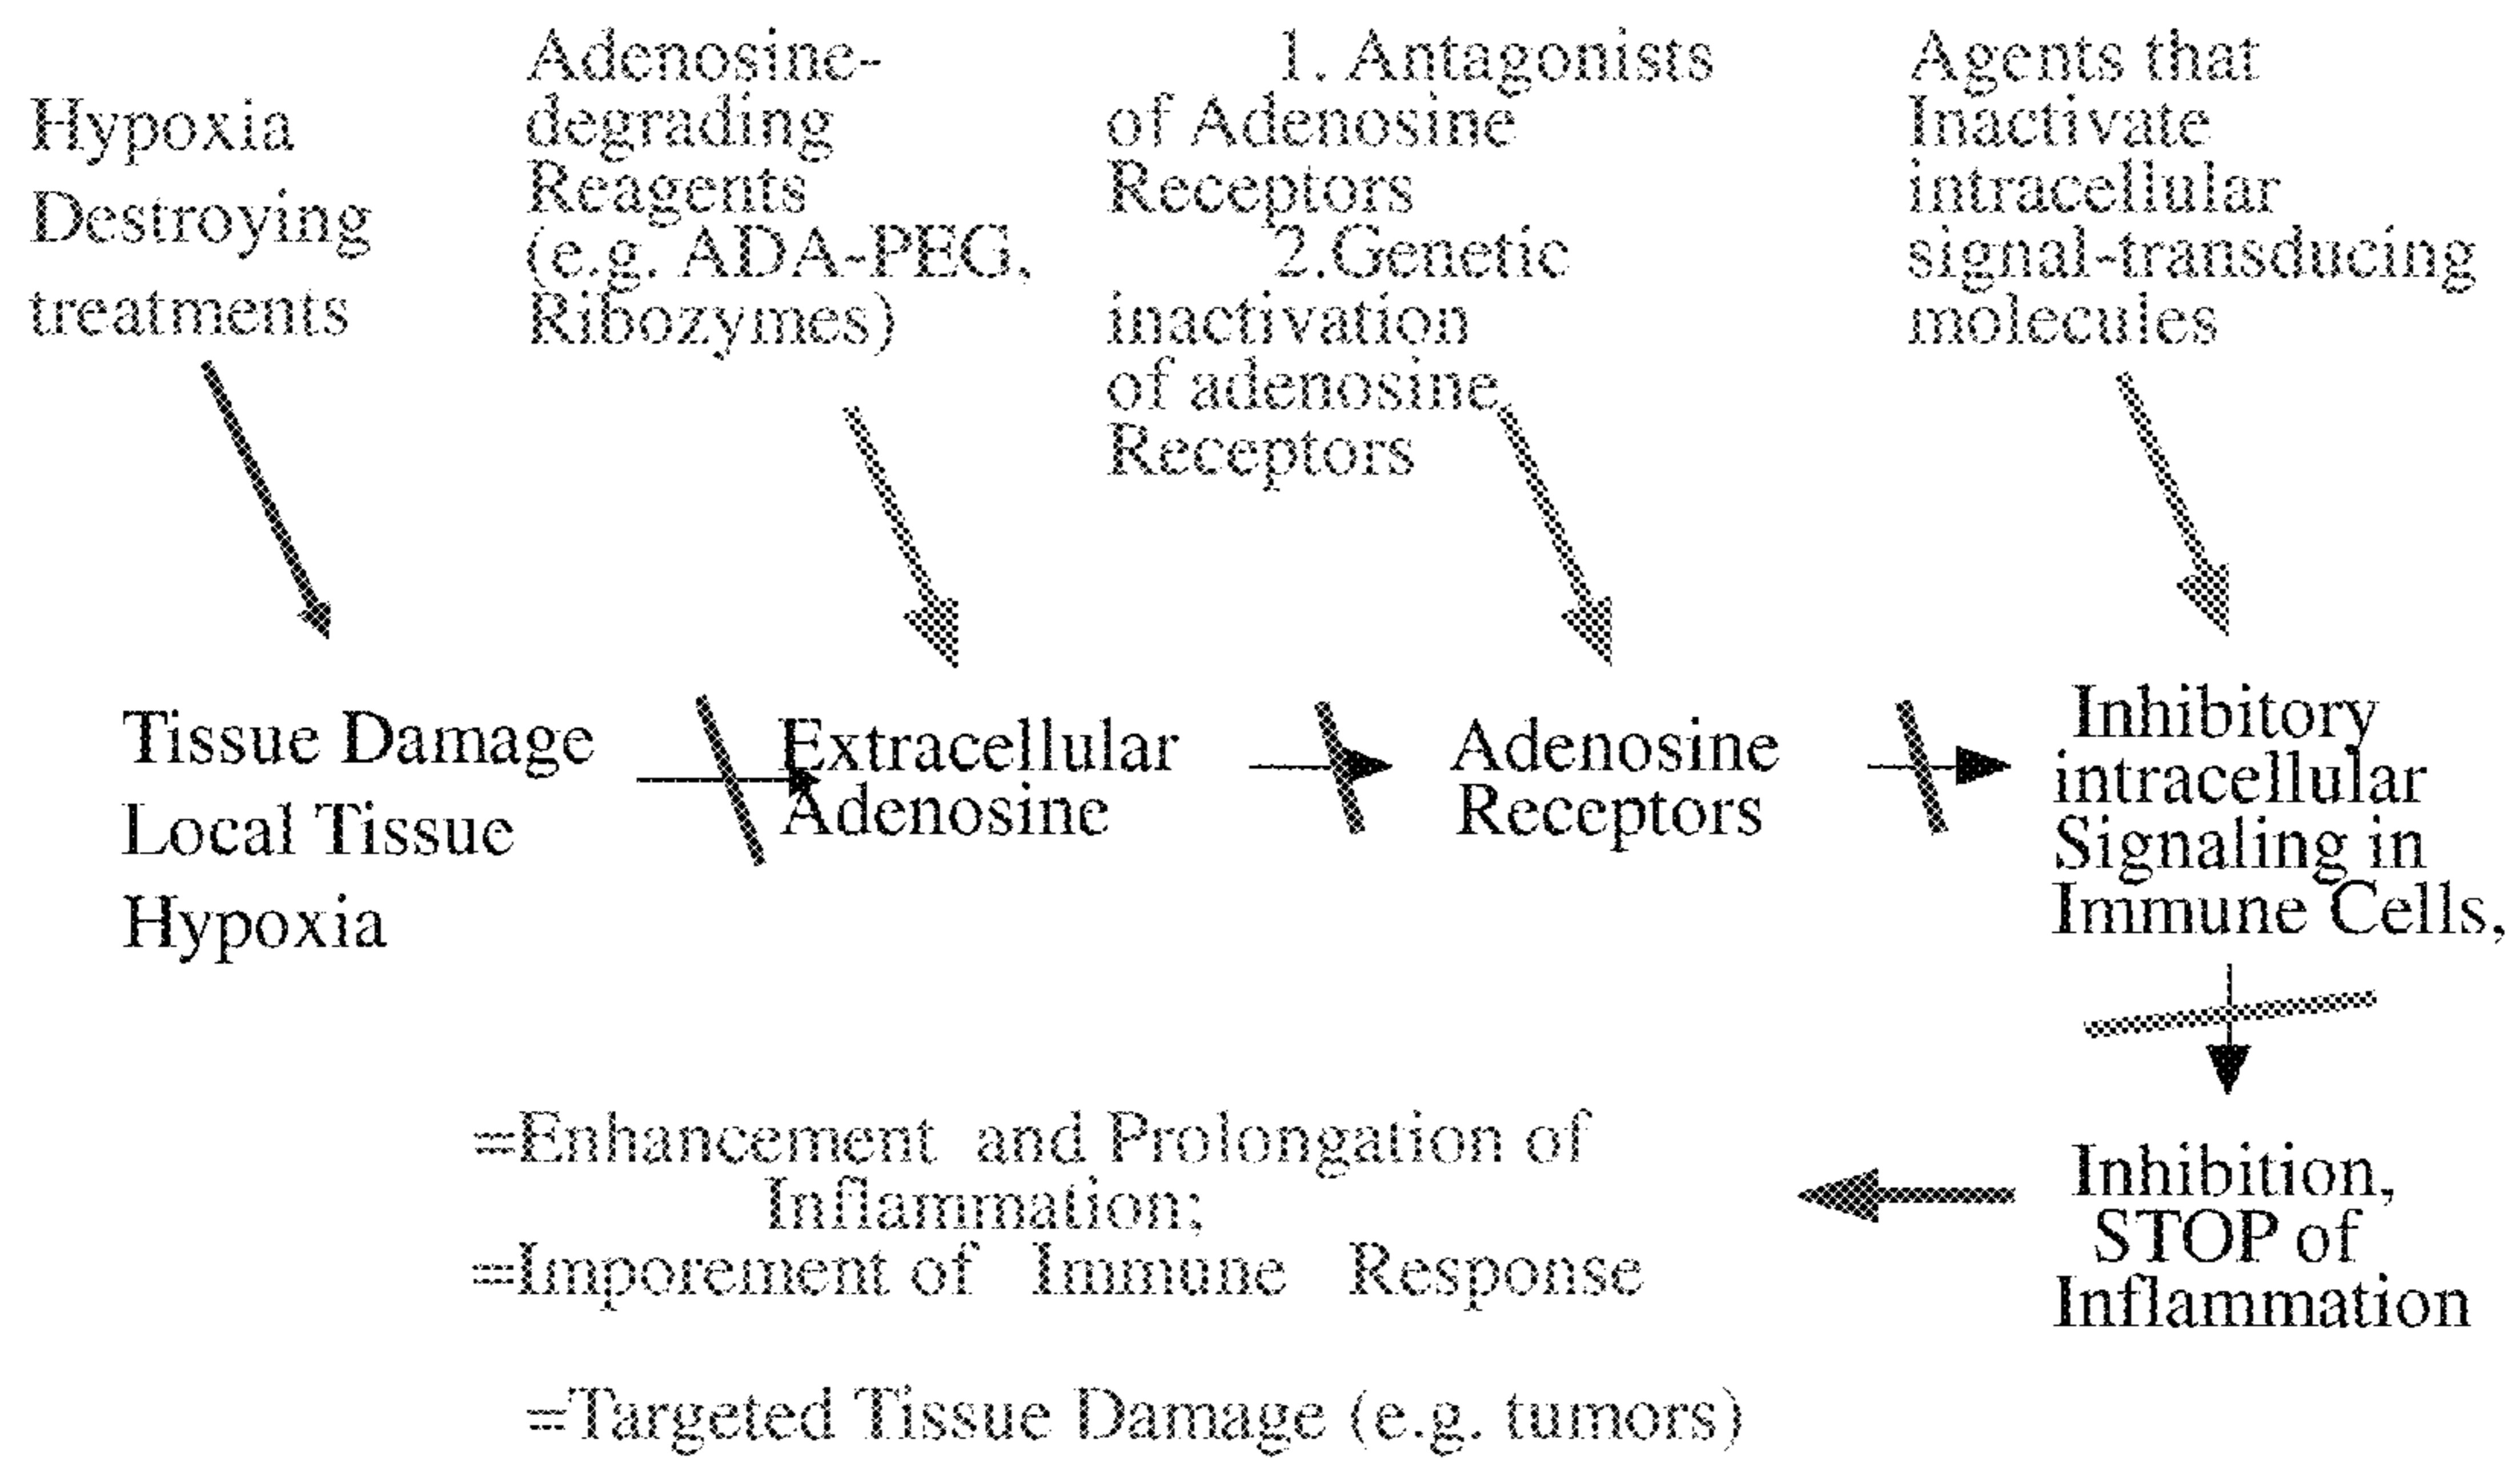 Hypoxia
Destroying
treatments
Adenosine-
degrading
Reagents
(e.g. ADA-PEG,
Ribozymes)
1. Antagonists
of Adenosine
Receptors
2.Genetic
inactivation
of adenosine
Receptors
Agents that
Inactivate
intracellular
signal-transducing
molecules
Tissue Damage
Local Tissue
Hypoxia
Extracellular
Adenosine
Adenosine
Receptors
Inhibitory
intracellular
Signaling in
Immune Cells,
Inhibition,
STOP of
Inflammation
=Enhancement and Prolongation of
Inflammation;
=Imporement of Immune Response
=Targeted Tissue Damage (e.g. tumors)